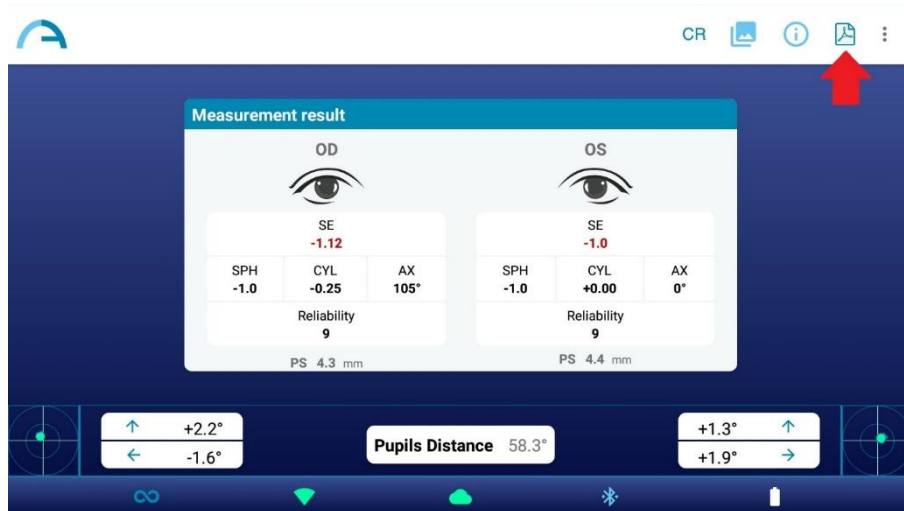 CR
Measurement result
OD
OS
SE
-1.12
SPH
-1.0
CYL
-0.25
AX
105°
Reliability
9
PS 4.3 mm
SE
-1.0
SPH
-1.0
CYL
+0.00
AX
0°
Reliability
9
PS 4.4 mm
+2.2°
-1.6°
Pupils Distance 58.3°
+1.3°
+1.9°